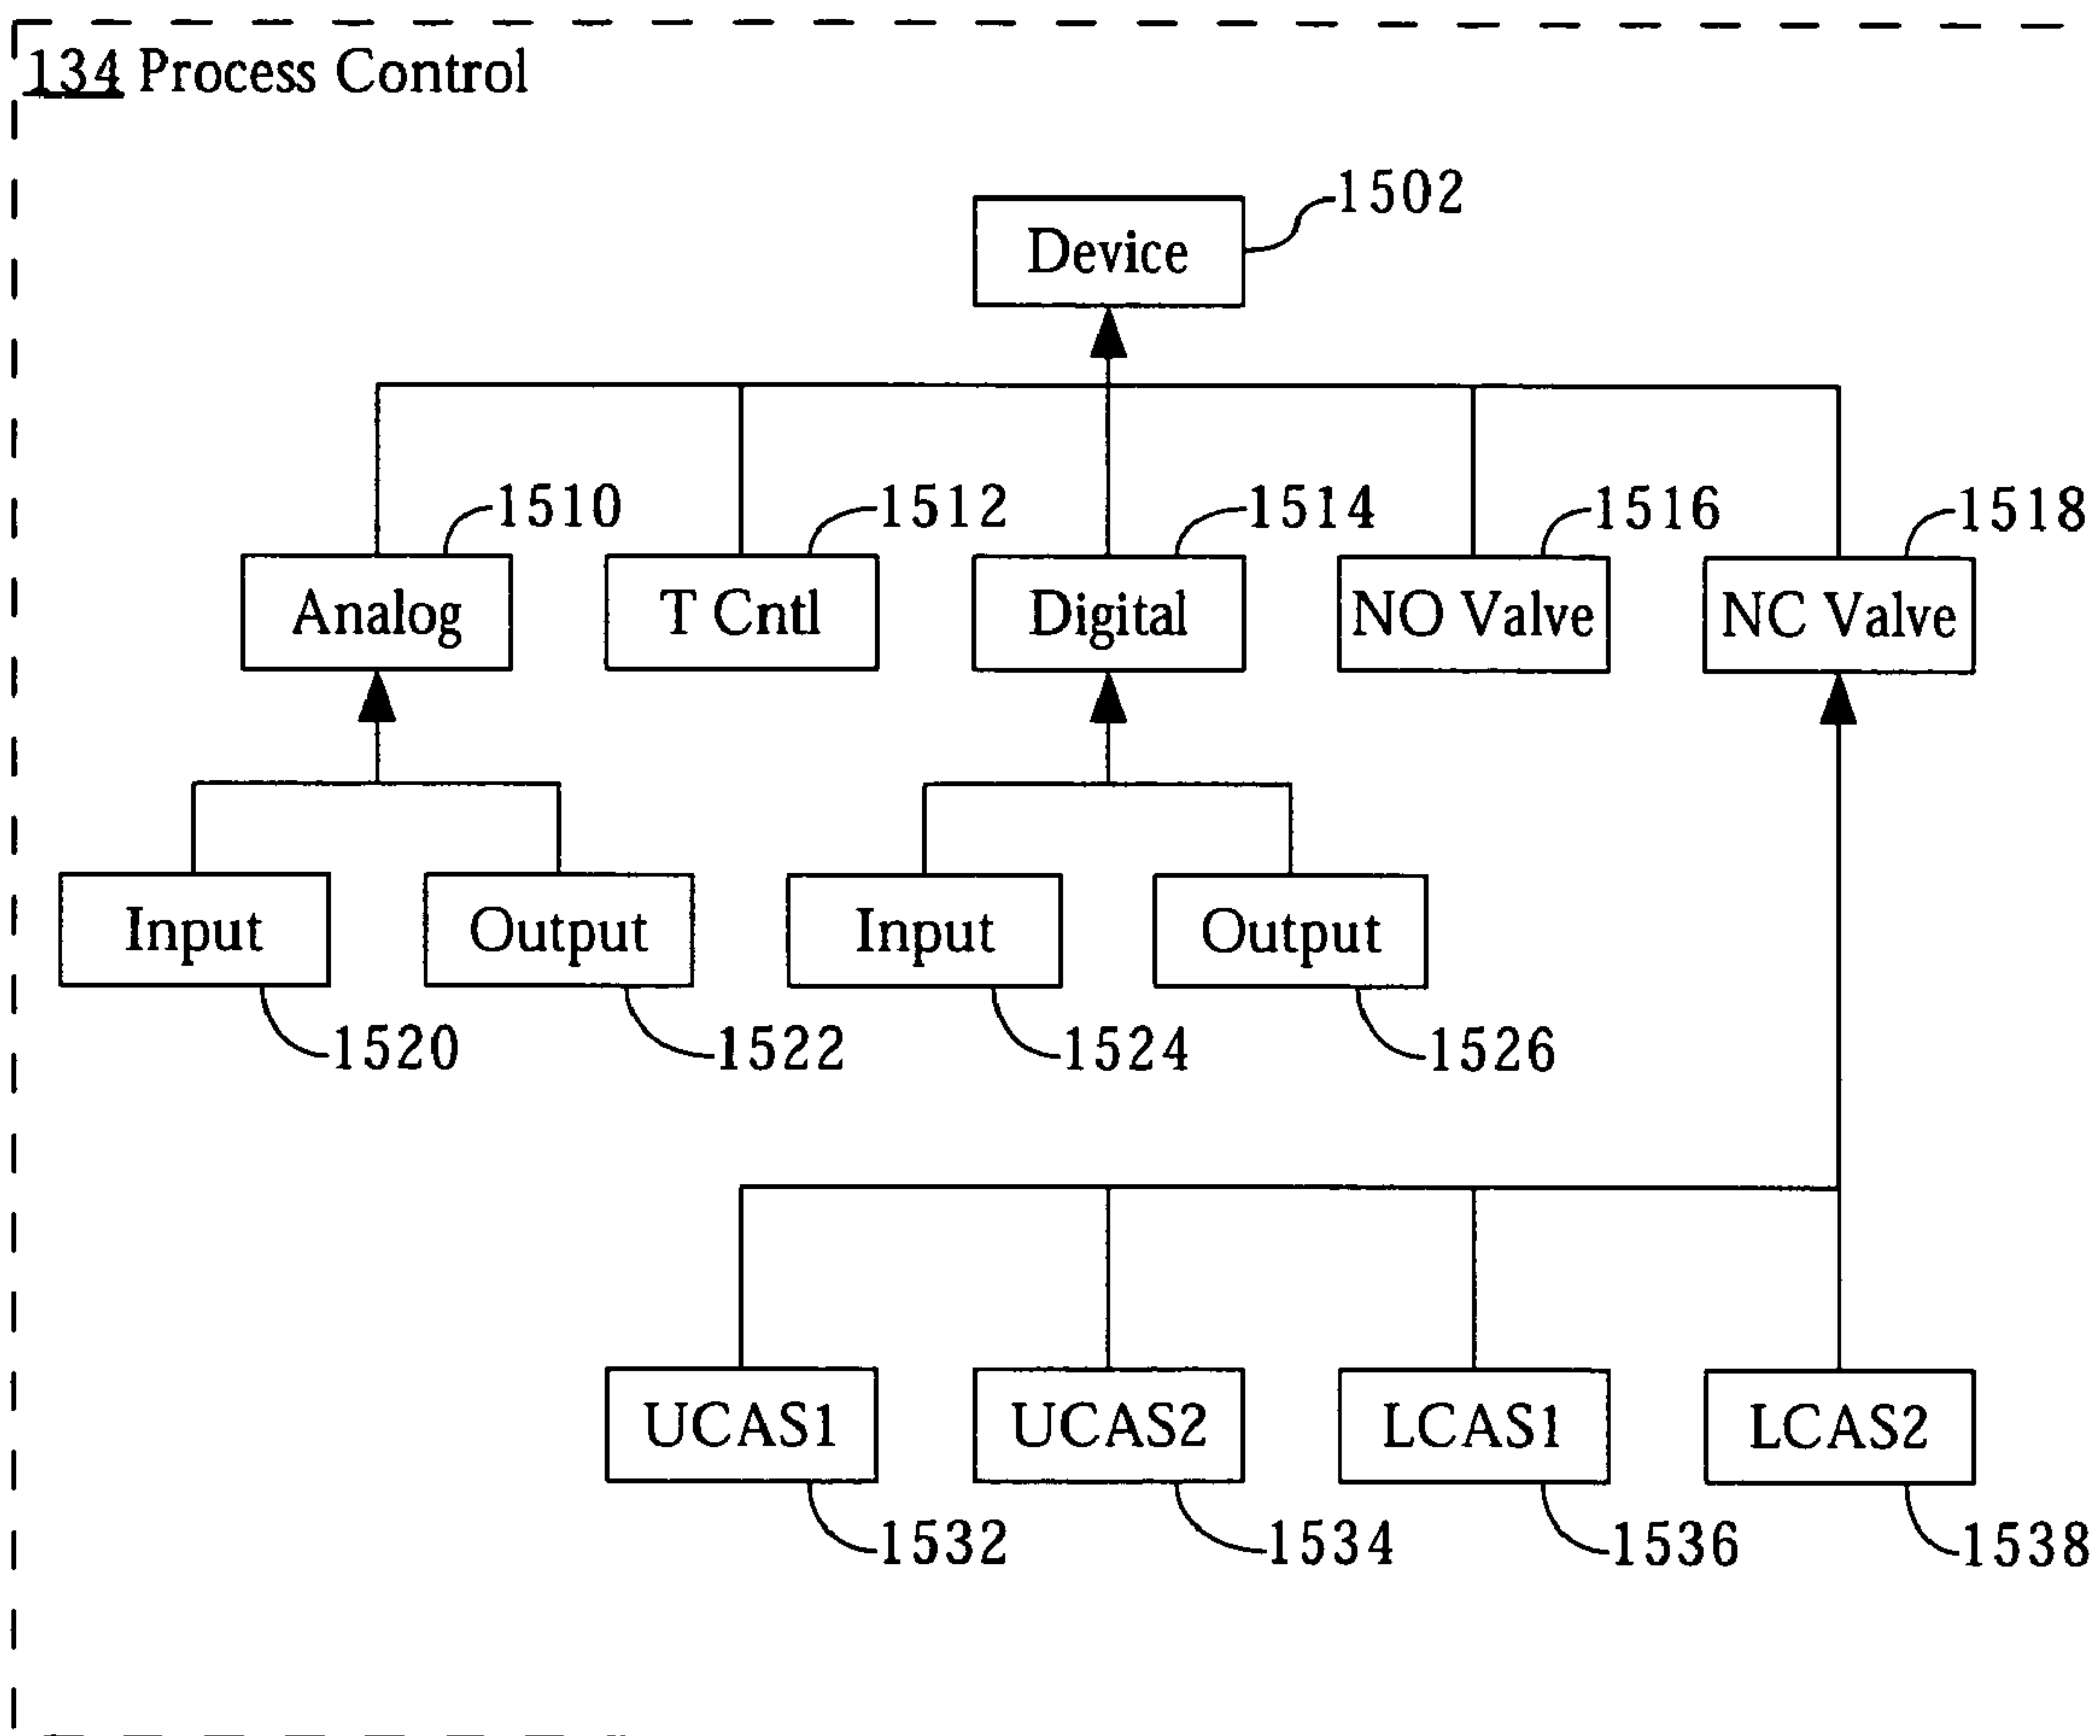 134 Process Control
1502
Device
1510 1512 1514 1516 1518
Analog T Cntl Digital NO Valve NC Valve
Input Output Input Output
1520 1522 1524 1526
UCAS1 UCAS2 LCAS1 LCAS2
1532 1534 1536 1538